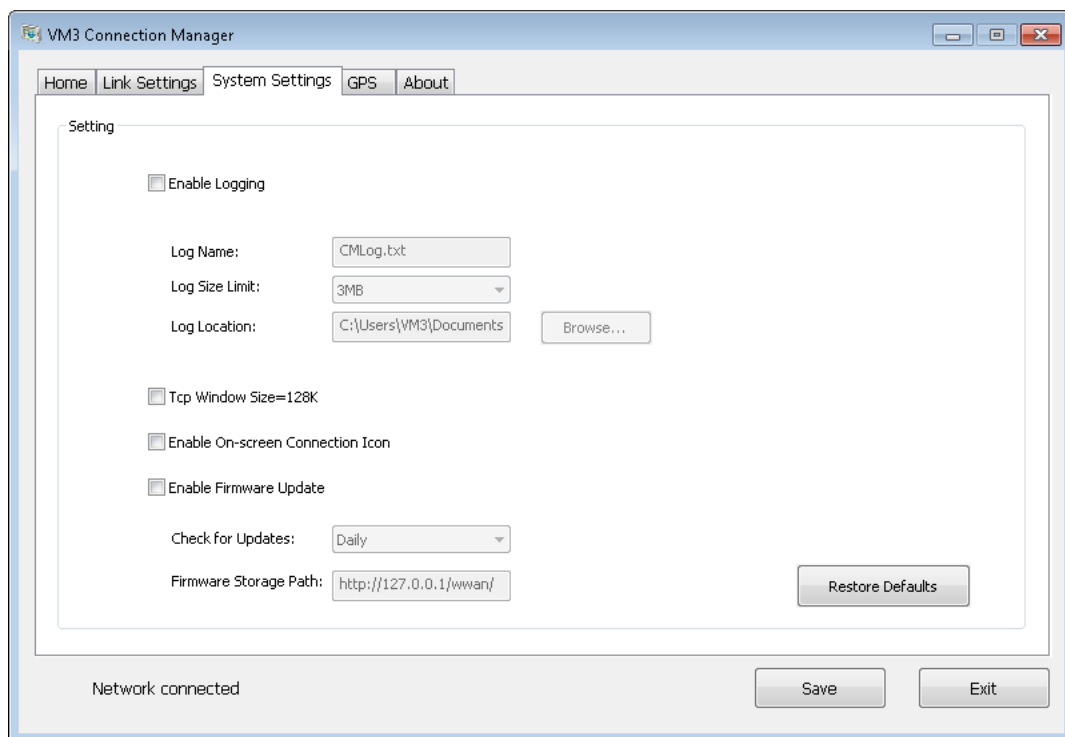 VM3 Connection Manager
Home Link Settings System Settings GPS About
Setting
Enable Logging
Log Name: CMLog.txt
Log Size Limit: 3MB
Log Location: C:\Users\VM3\Documents Browse...
Tcp Window Size=128K
Enable On-screen Connection Icon
Enable Firmware Update
Check for Updates: Daily
Firmware Storage Path: http://127.0.0.1/wwan/
Restore Defaults
Network connected Save Exit